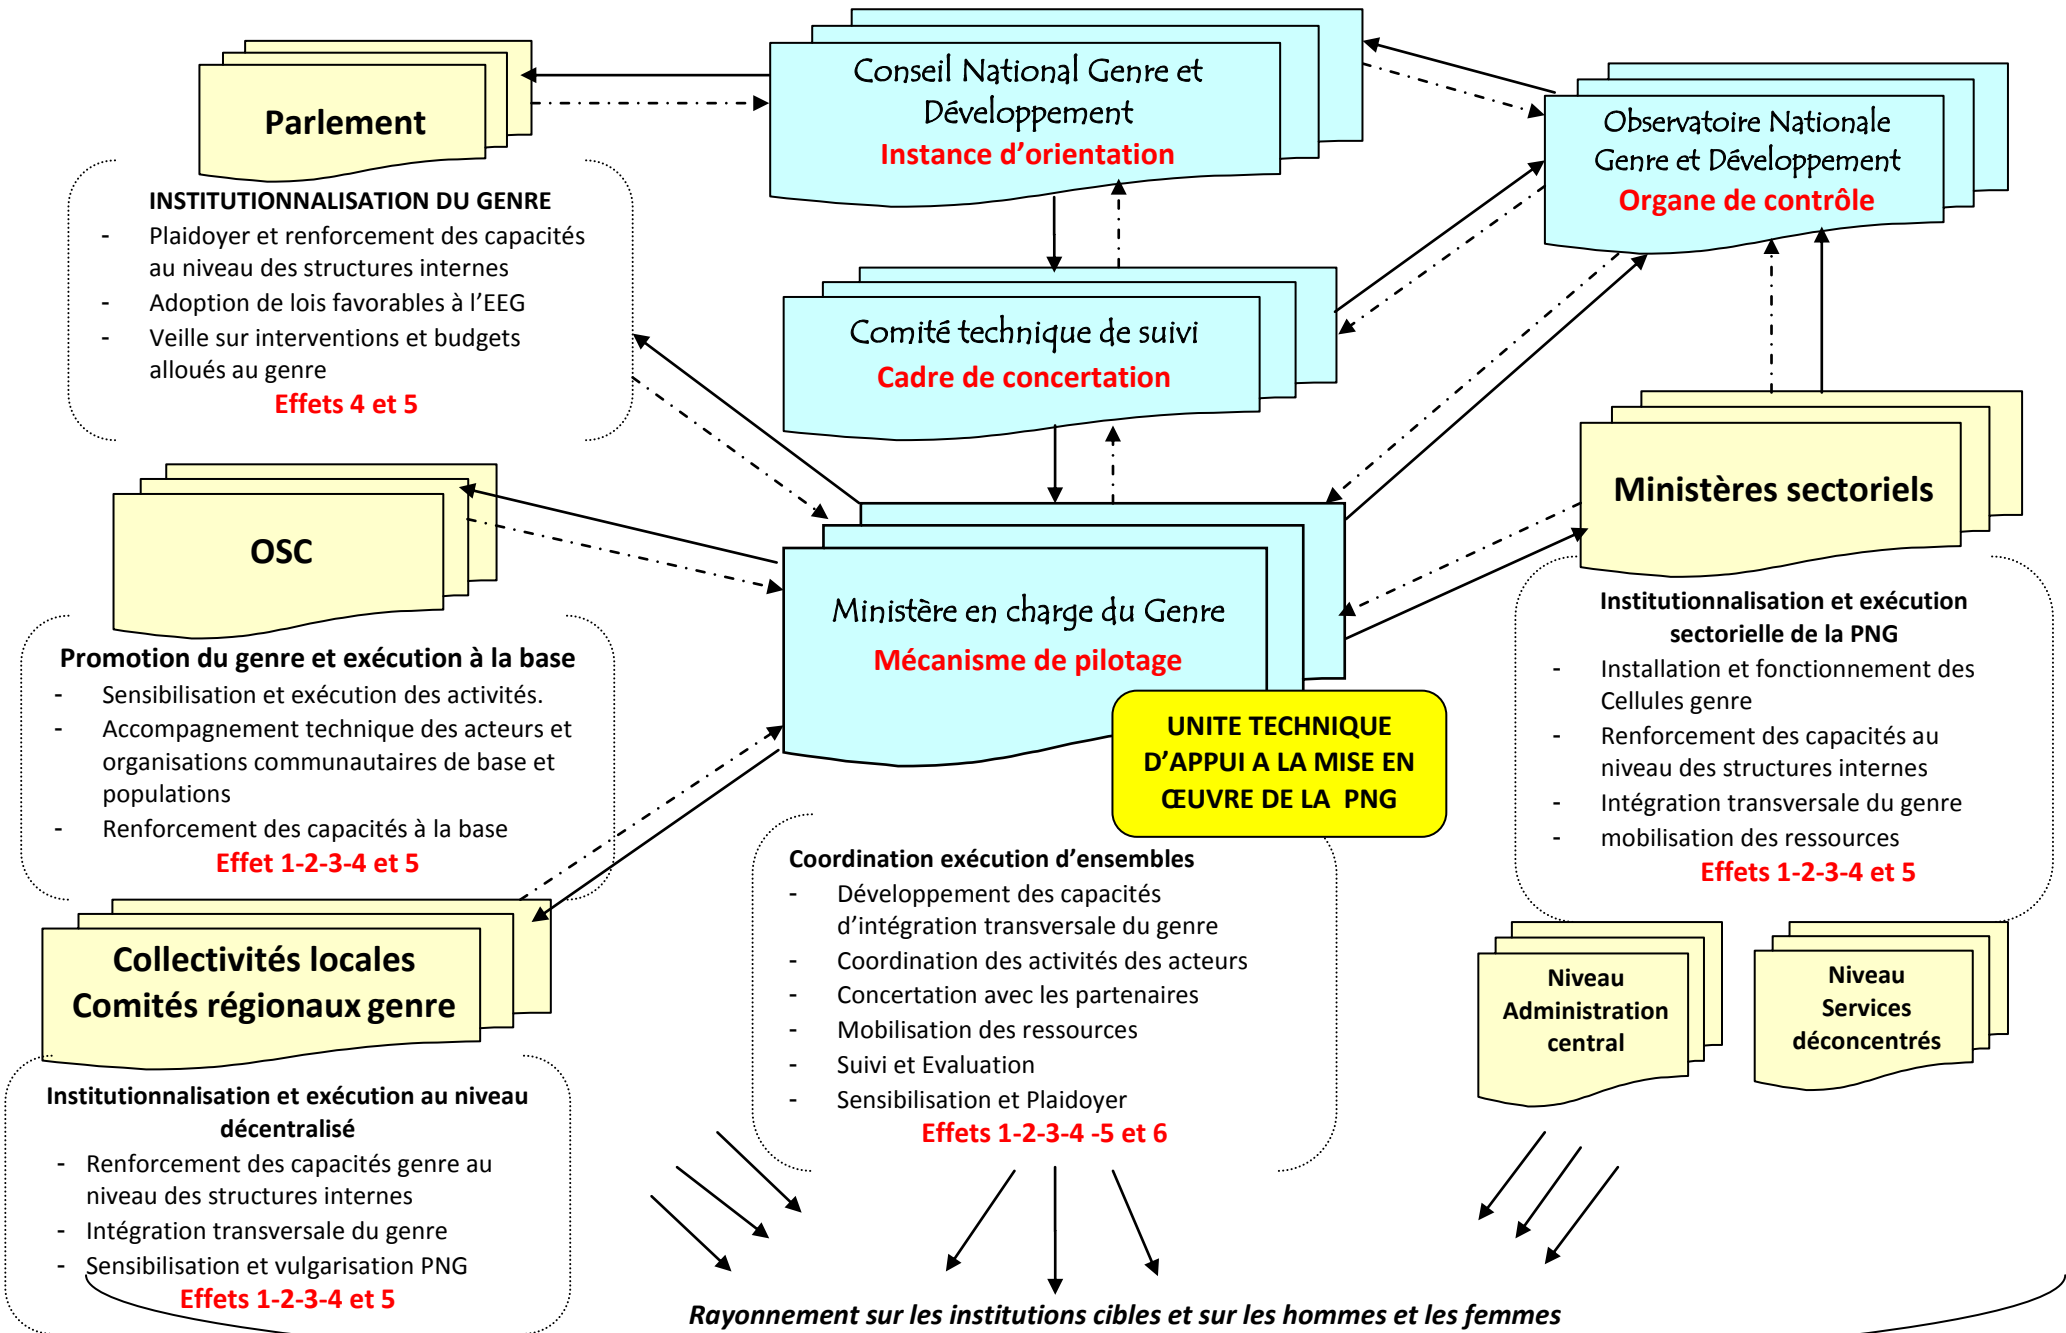 Parlement
INSTITUTIONNALISATION DU GENRE
- Plaidoyer et renforcement des capacités
au niveau des structures internes
- Adoption de lois favorables à l’EEG
- Veille sur interventions et budgets
alloués au genre
Effets 4 et 5
Conseil National Genre et
Développement
Instance d’orientation
Observatoire Nationale
Genre et Développement
Organe de contrôle
Comité technique de suivi
Cadre de concertation
OSC
Promotion du genre et exécution à la base
- Sensibilisation et exécution des activités.
- Accompagnement technique des acteurs et
organisations communautaires de base et
populations
- Renforcement des capacités à la base
Effet 1-2-3-4 et 5
Ministère en charge du Genre
Mécanisme de pilotage
UNITE TECHNIQUE
D’APPUI A LA MISE EN
ŒUVRE DE LA PNG
Ministères sectoriels
Institutionnalisation et exécution
sectorielle de la PNG
- Installation et fonctionnement des
Cellules genre
- Renforcement des capacités au
niveau des structures internes
- Intégration transversale du genre
- mobilisation des ressources
Effets 1-2-3-4 et 5
Collectivités locales
Comités régionaux genre
Institutionnalisation et exécution au niveau
décentralisé
- Renforcement des capacités genre au
niveau des structures internes
- Intégration transversale du genre
- Sensibilisation et vulgarisation PNG
Effets 1-2-3-4 et 5
Coordination exécution d’ensembles
- Développement des capacités
d’intégration transversale du genre
- Coordination des activités des acteurs
- Concertation avec les partenaires
- Mobilisation des ressources
- Suivi et Evaluation
- Sensibilisation et Plaidoyer
Effets 1-2-3-4 -5 et 6
Niveau
Administration
central
Niveau
Services
déconcentrés
Rayonnement sur les institutions cibles et sur les hommes et les femmes